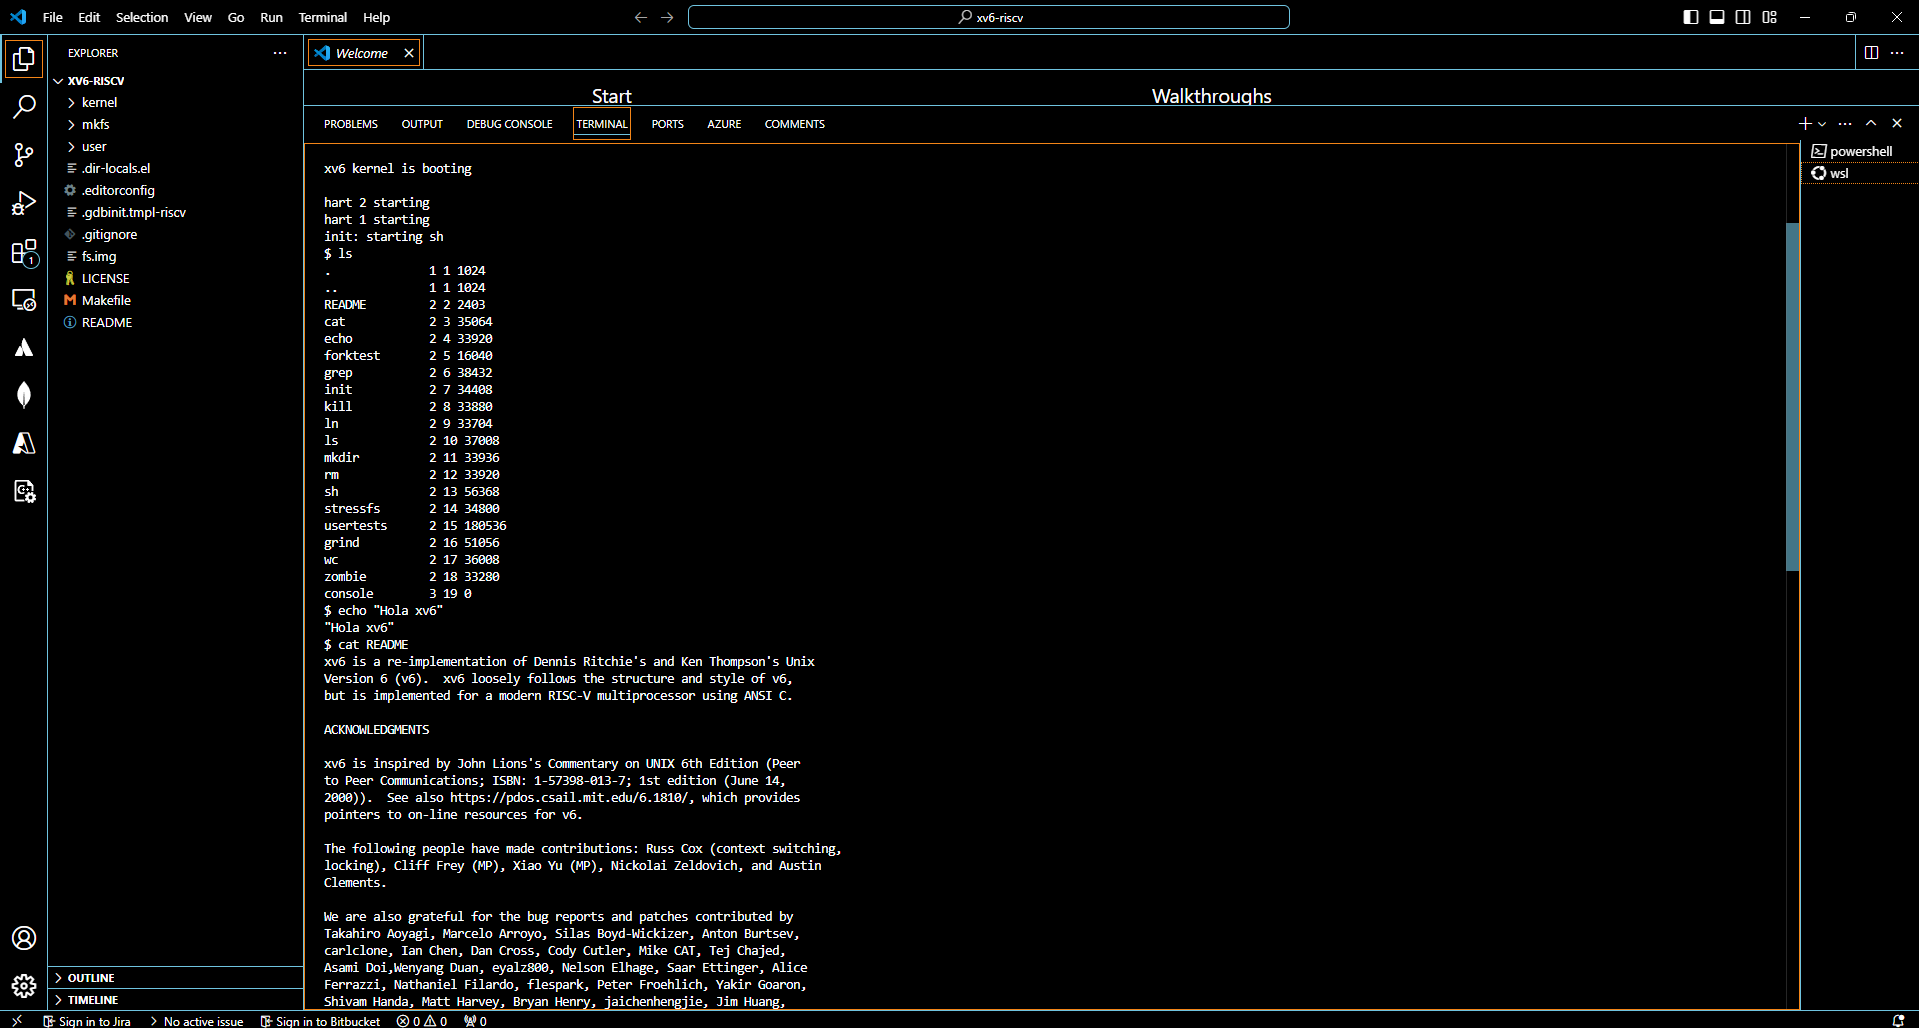 File Edit Selection View Go Run Terminal Help
xv6-riscv
EXPLORER
Welcome
XV6-RISCV
kernel
mkfs
user
.dir-locals.el
.editorconfig
.gdbinit.tmpl-riscv
.gitignore
fs.img
LICENSE
Makefile
README
OUTLINE
TIMELINE
1
Start
Walkthroughs
PROBLEMS OUTPUT DEBUG CONSOLE TERMINAL PORTS AZURE COMMENTS
powershell
wsl
xv6 kernel is booting
hart 2 starting
hart 1 starting
init: starting sh
$ ls
. 1 1 1024
.. 1 1 1024
README 2 2 2403
cat 2 3 35064
echo 2 4 33920
forktest 2 5 16040
grep 2 6 38432
init 2 7 34408
kill 2 8 33880
ln 2 9 33704
ls 2 10 37008
mkdir 2 11 33936
rm 2 12 33920
sh 2 13 56368
stressfs 2 14 34800
usertests 2 15 180536
grind 2 16 51056
wc 2 17 36008
zombie 2 18 33280
console 3 19 0
$ echo "Hola xv6"
"Hola xv6"
$ cat README
xv6 is a re-implementation of Dennis Ritchie's and Ken Thompson's Unix
Version 6 (v6).  xv6 loosely follows the structure and style of v6,
but is implemented for a modern RISC-V multiprocessor using ANSI C.
ACKNOWLEDGMENTS
xv6 is inspired by John Lions's Commentary on UNIX 6th Edition (Peer
to Peer Communications; ISBN: 1-57398-013-7; 1st edition (June 14,
2000)).  See also https://pdos.csail.mit.edu/6.1810/, which provides
pointers to on-line resources for v6.
The following people have made contributions: Russ Cox (context switching,
locking), Cliff Frey (MP), Xiao Yu (MP), Nickolai Zeldovich, and Austin
Clements.
We are also grateful for the bug reports and patches contributed by
Takahiro Aoyagi, Marcelo Arroyo, Silas Boyd-Wickizer, Anton Burtsev,
carlclone, Ian Chen, Dan Cross, Cody Cutler, Mike CAT, Tej Chajed,
Asami Doi,Wenyang Duan, eyalz800, Nelson Elhage, Saar Ettinger, Alice
Ferrazzi, Nathaniel Filardo, flespark, Peter Froehlich, Yakir Goaron,
Shivam Handa, Matt Harvey, Bryan Henry, jaichenhengjie, Jim Huang,
Sign in to Jira No active issue Sign in to Bitbucket 0 0 0